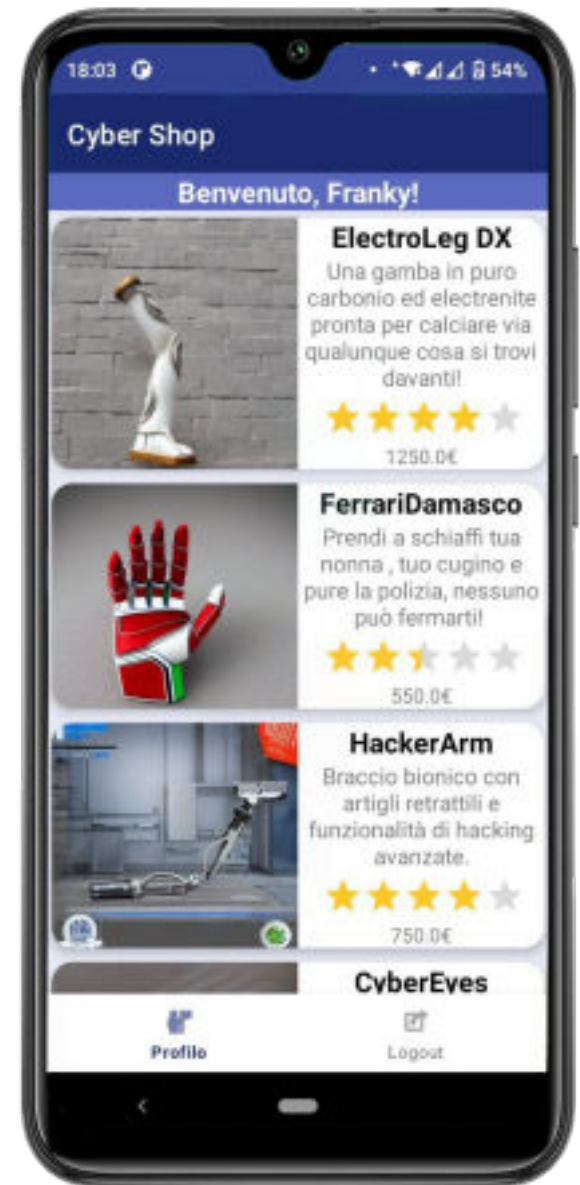 18:03
54%
Cyber Shop
Benvenuto, Franky!
ElectroLeg DX
Una gamba in puro
carbonio ed electrenite
pronta per calciare via
qualunque cosa si trovi
davanti!
1250.0€
FerrariDamasco
Prendi a schiaffi tua
nonna , tuo cugino e
pure la polizia, nessuno
può fermarti!
550.0€
HackerArm
Braccio bionico con
artigli retrattili e
funzionalità di hacking
avanzate.
750.0€
CyberEyes
Profilo
Logout